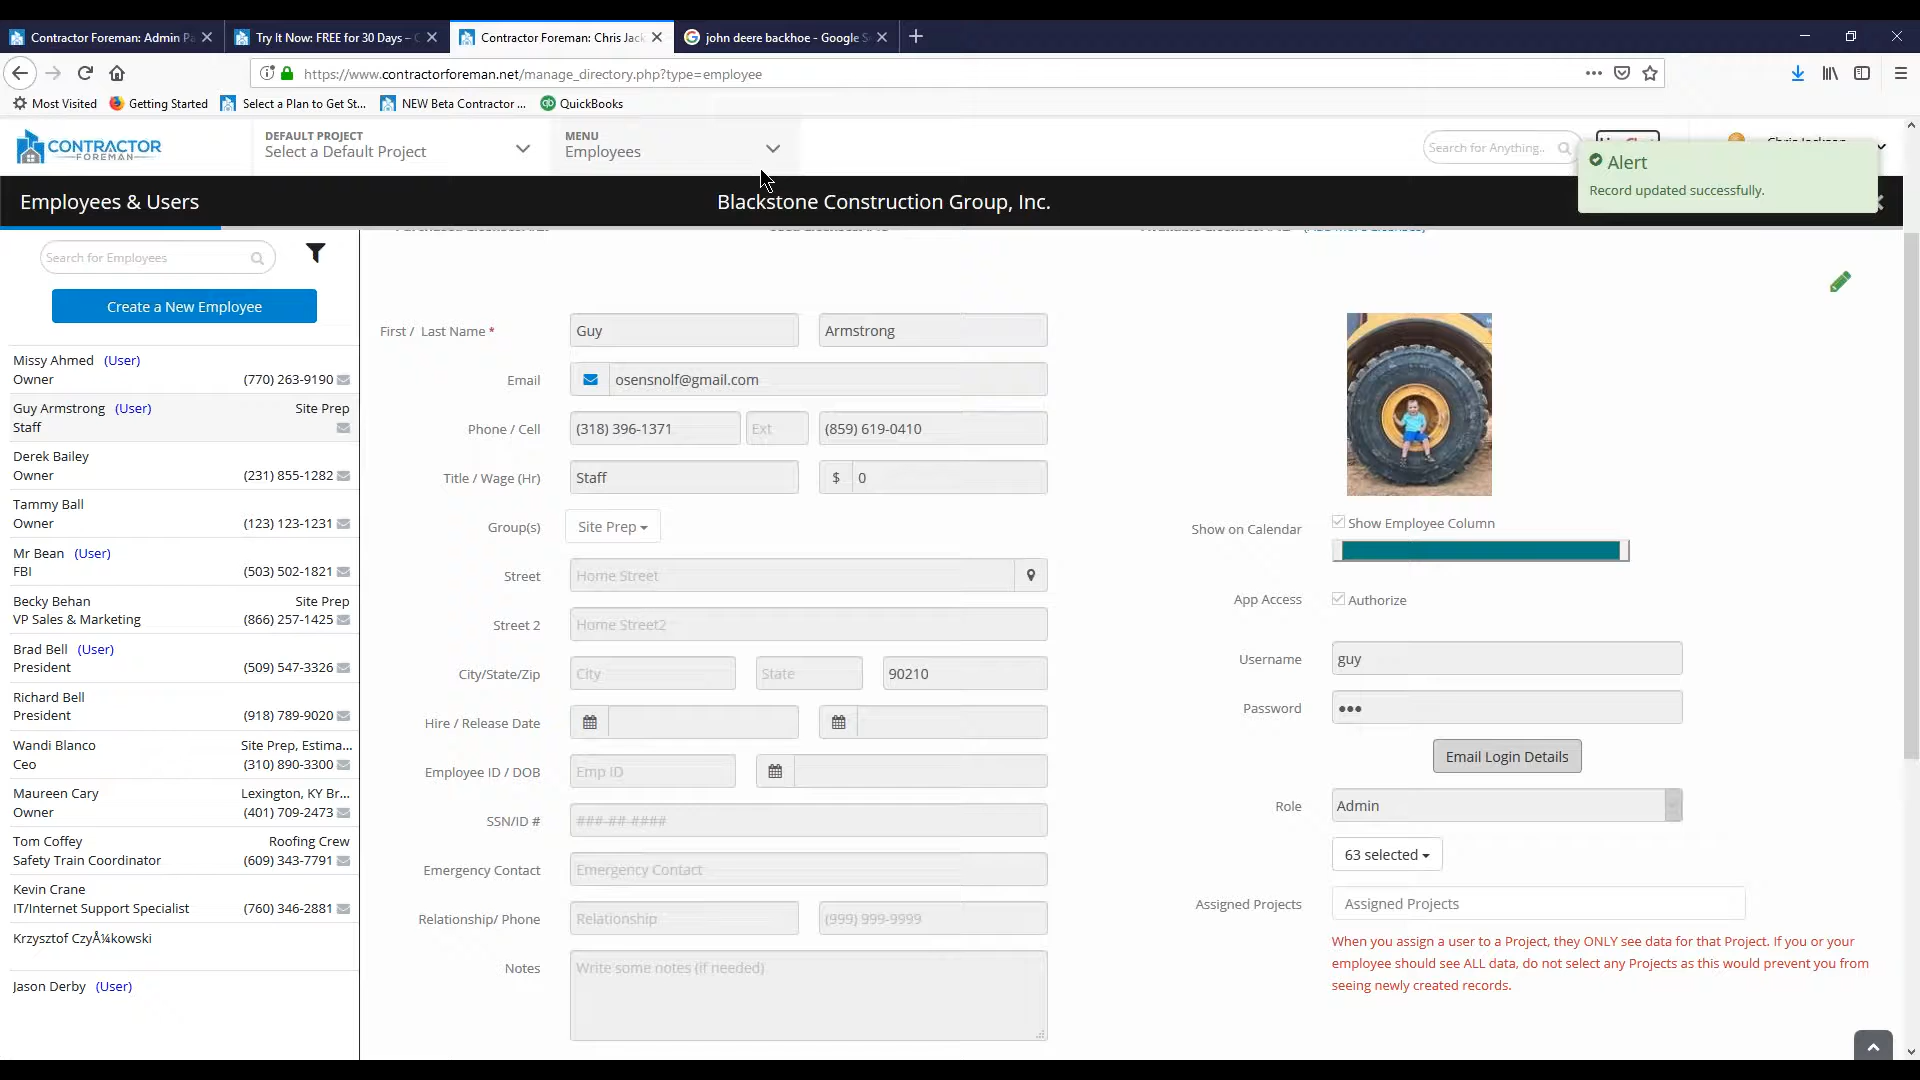 Contractor Foreman: Admin Pa
Try It Now: FREE for 30 Days –
Contractor Foreman: Chris Jack
john deere backhoe - Google S
https://www.contractorforeman.net/manage_directory.php?type=employee
Most Visited
Getting Started
Select a Plan to Get St...
NEW Beta Contractor ...
QuickBooks
CONTRACTOR
FOREMAN
DEFAULT PROJECT
Select a Default Project
MENU
Employees
Search for Anything..
Alert
Record updated successfully.
Employees & Users
Blackstone Construction Group, Inc.
Search for Employees
Create a New Employee
Missy Ahmed (User)
Owner (770) 263-9190
Guy Armstrong (User) Site Prep
Staff
Derek Bailey
Owner (231) 855-1282
Tammy Ball
Owner (123) 123-1231
Mr Bean (User)
FBI (503) 502-1821
Becky Behan Site Prep
VP Sales & Marketing (866) 257-1425
Brad Bell (User)
President (509) 547-3326
Richard Bell
President (918) 789-9020
Wandi Blanco Site Prep, Estima...
Ceo (310) 890-3300
Maureen Cary Lexington, KY Br...
Owner (401) 709-2473
Tom Coffey Roofing Crew
Safety Train Coordinator (609) 343-7791
Kevin Crane
IT/Internet Support Specialist (760) 346-2881
Krzysztof CzyÅ¼kowski
Jason Derby (User)
First / Last Name * Guy Armstrong
Email osensnolf@gmail.com
Phone / Cell (318) 396-1371 Ext (859) 619-0410
Title / Wage (Hr) Staff $ 0
Group(s) Site Prep
Street Home Street
Street 2 Home Street2
City/State/Zip City State 90210
Hire / Release Date
Employee ID / DOB Emp ID
SSN/ID # ###-##-####
Emergency Contact Emergency Contact
Relationship/ Phone Relationship (999) 999-9999
Notes Write some notes (if needed)
Show on Calendar Show Employee Column
App Access Authorize
Username guy
Password •••
Email Login Details
Role Admin
63 selected
Assigned Projects Assigned Projects
When you assign a user to a Project, they ONLY see data for that Project. If you or your
employee should see ALL data, do not select any Projects as this would prevent you from
seeing newly created records.